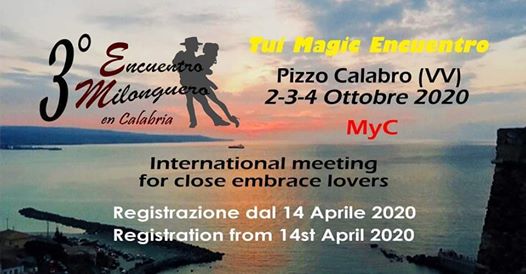 3° Encuentro
Milonguero
en Calabria
Tui Magic Encuentro
Pizzo Calabro (VV)
2-3-4 Ottobre 2020
MyC
International meeting
for close embrace lovers
Registrazione dal 14 Aprile 2020
Registration from 14st April 2020